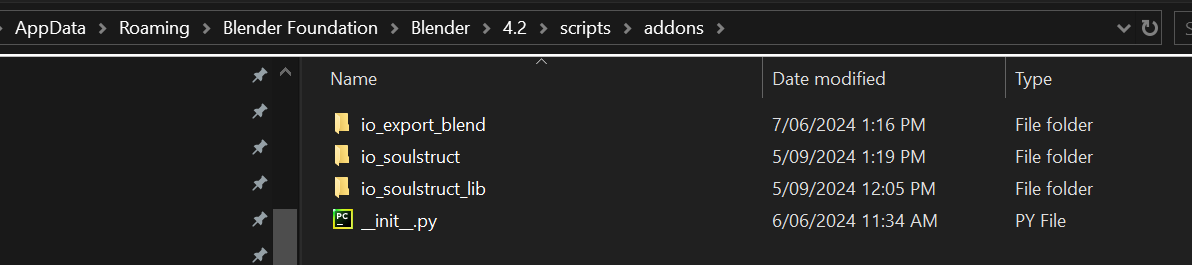 AppData > Roaming > Blender Foundation > Blender > 4.2 > scripts > addons >
Name Date modified Type
io_export_blend 7/06/2024 1:16 PM File folder
io_soulstruct 5/09/2024 1:19 PM File folder
io_soulstruct_lib 5/09/2024 12:05 PM File folder
__init__.py 6/06/2024 11:34 AM PY File